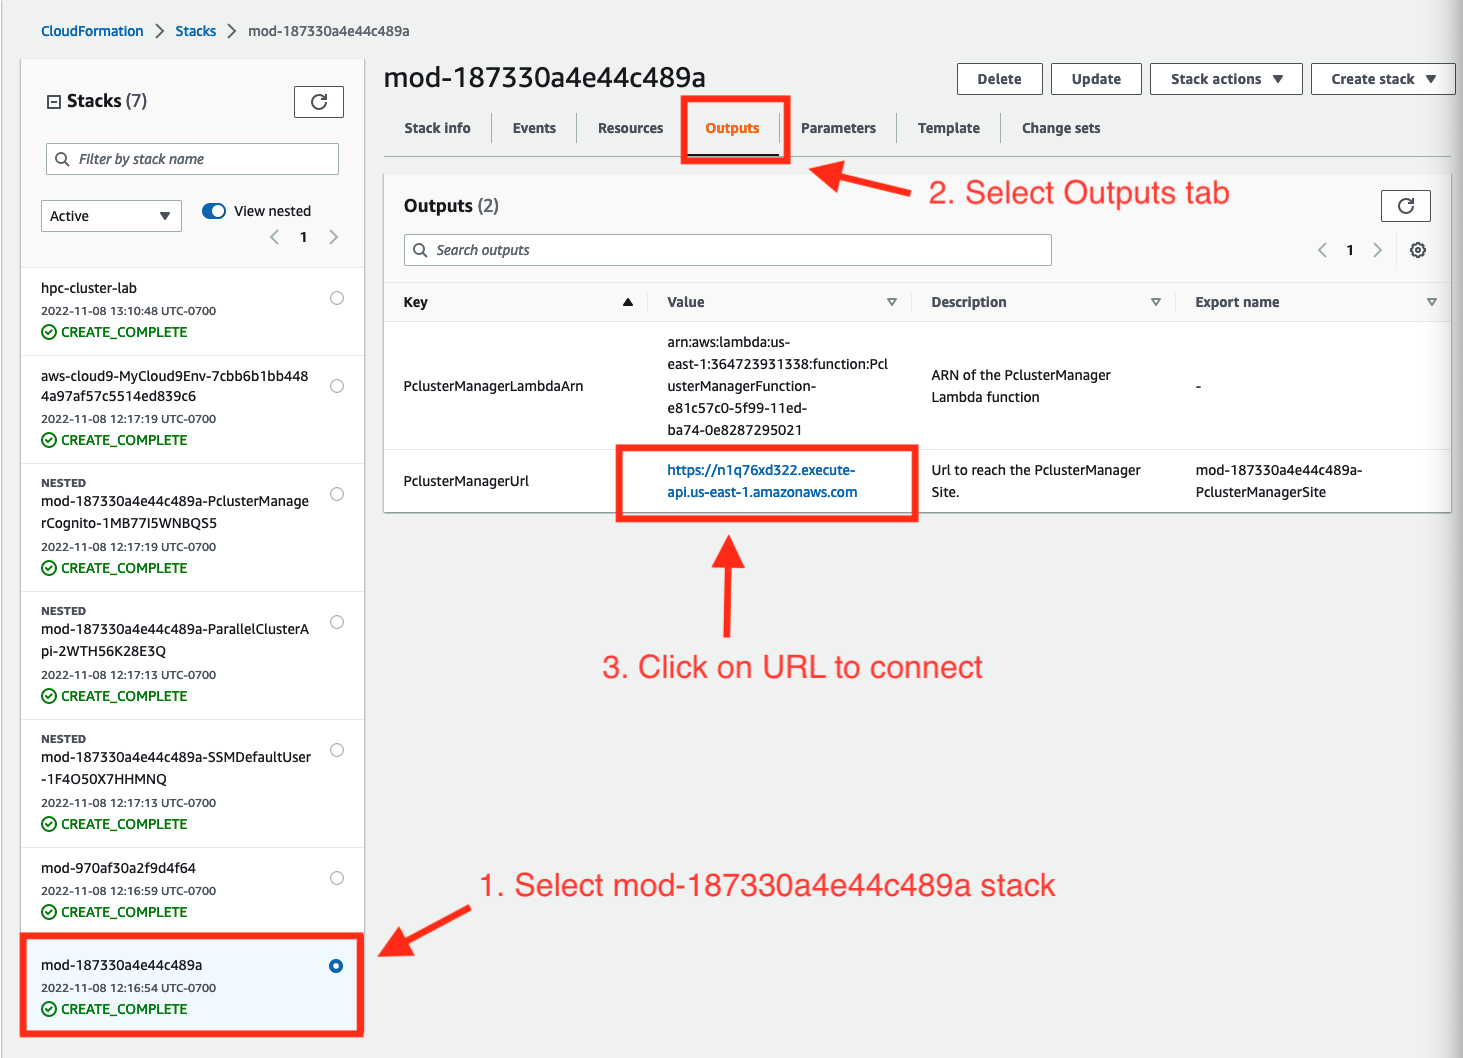 CloudFormation > Stacks > mod-187330a4e44c489a
Stacks (7)
Filter by stack name
Active
View nested
1
hpc-cluster-lab
2022-11-08 13:10:48 UTC-0700
CREATE_COMPLETE
aws-cloud9-MyCloud9Env-7cbb6b1bb448
4a97af57c5514ed839c6
2022-11-08 12:17:19 UTC-0700
CREATE_COMPLETE
NESTED
mod-187330a4e44c489a-PclusterManage
rCognito-1MB77I5WNBQS5
2022-11-08 12:17:19 UTC-0700
CREATE_COMPLETE
NESTED
mod-187330a4e44c489a-ParallelClusterA
pi-2WTH56K28E3Q
2022-11-08 12:17:13 UTC-0700
CREATE_COMPLETE
NESTED
mod-187330a4e44c489a-SSMDefaultUser
-1F4O50X7HHMNQ
2022-11-08 12:17:13 UTC-0700
CREATE_COMPLETE
mod-970af30a2f9d4f64
2022-11-08 12:16:59 UTC-0700
CREATE_COMPLETE
mod-187330a4e44c489a
2022-11-08 12:16:54 UTC-0700
CREATE_COMPLETE
mod-187330a4e44c489a
Delete
Update
Stack actions
Create stack
Stack info
Events
Resources
Outputs
Parameters
Template
Change sets
2. Select Outputs tab
Outputs (2)
Search outputs
1
Key
Value
Description
Export name
PclusterManagerLambdaArn
arn:aws:lambda:us-
east-1:364723931338:function:Pcl
usterManagerFunction-
e81c57c0-5f99-11ed-
ba74-0e8287295021
ARN of the PclusterManager
Lambda function
-
PclusterManagerUrl
https://n1q76xd322.execute-
api.us-east-1.amazonaws.com
Url to reach the PclusterManager
Site.
mod-187330a4e44c489a-
PclusterManagerSite
3. Click on URL to connect
1. Select mod-187330a4e44c489a stack